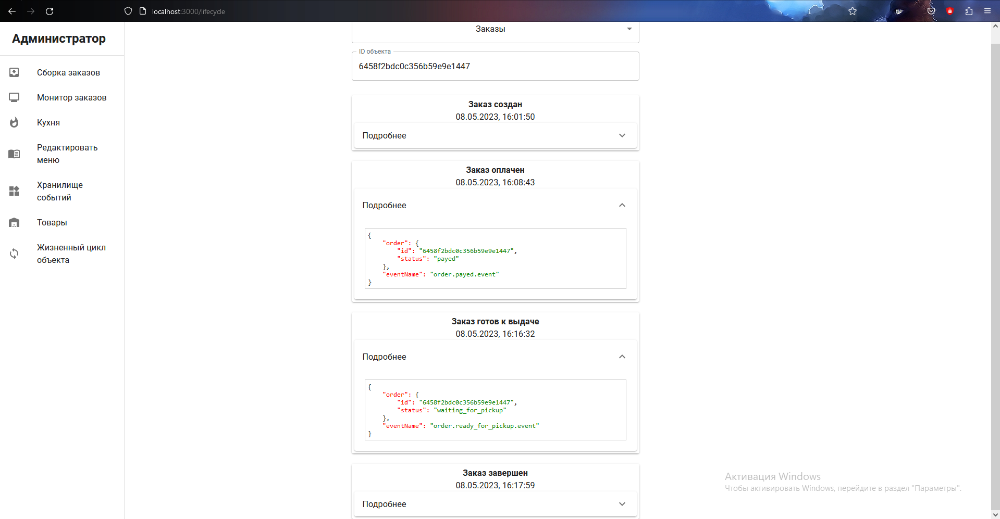 localhost:3000/lifecycle
Администратор
Сборка заказов
Монитор заказов
Кухня
Редактировать
меню
Хранилище
событий
Товары
Жизненный цикл
объекта
Заказы
ID объекта
6458f2bdc0c356b59e9e1447
Заказ создан
08.05.2023, 16:01:50
Подробнее
Заказ оплачен
08.05.2023, 16:08:43
Подробнее
{
    "order": {
        "id": "6458f2bdc0c356b59e9e1447",
        "status": "payed"
    },
    "eventName": "order.payed.event"
}
Заказ готов к выдаче
08.05.2023, 16:16:32
Подробнее
{
    "order": {
        "id": "6458f2bdc0c356b59e9e1447",
        "status": "waiting_for_pickup"
    },
    "eventName": "order.ready_for_pickup.event"
}
Заказ завершен
08.05.2023, 16:17:59
Подробнее
Активация Windows
Чтобы активировать Windows, перейдите в раздел "Параметры".